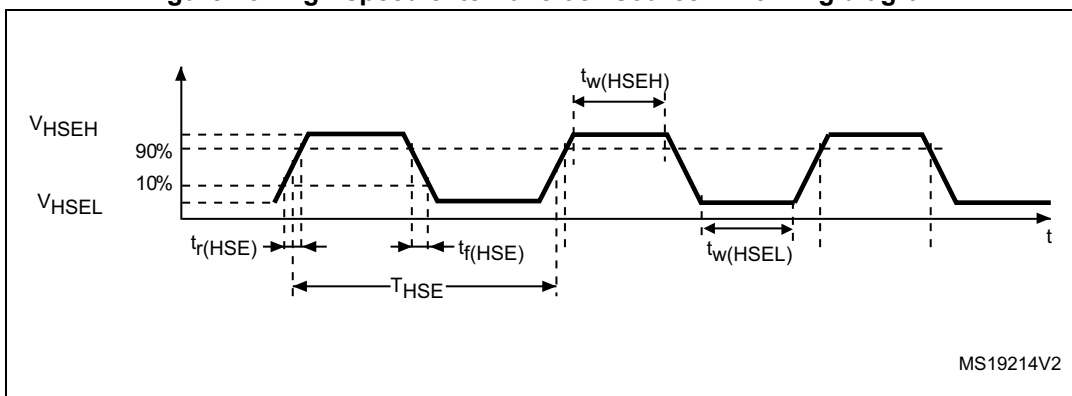 tw(HSEH)
VHSEH
90%
10%
VHSEL
tr(HSE)
tf(HSE)
tw(HSEL)
t
THSE
MS19214V2